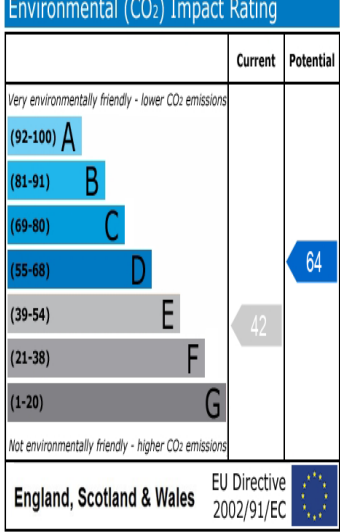 Environmental (CO₂) Impact Rating
Current Potential
Very environmentally friendly - lower CO₂ emissions
(92-100) A
(81-91) B
(69-80) C
(55-68) D
64
(39-54) E
42
(21-38) F
(1-20) G
Not environmentally friendly - higher CO₂ emissions
England, Scotland & Wales
EU Directive
2002/91/EC